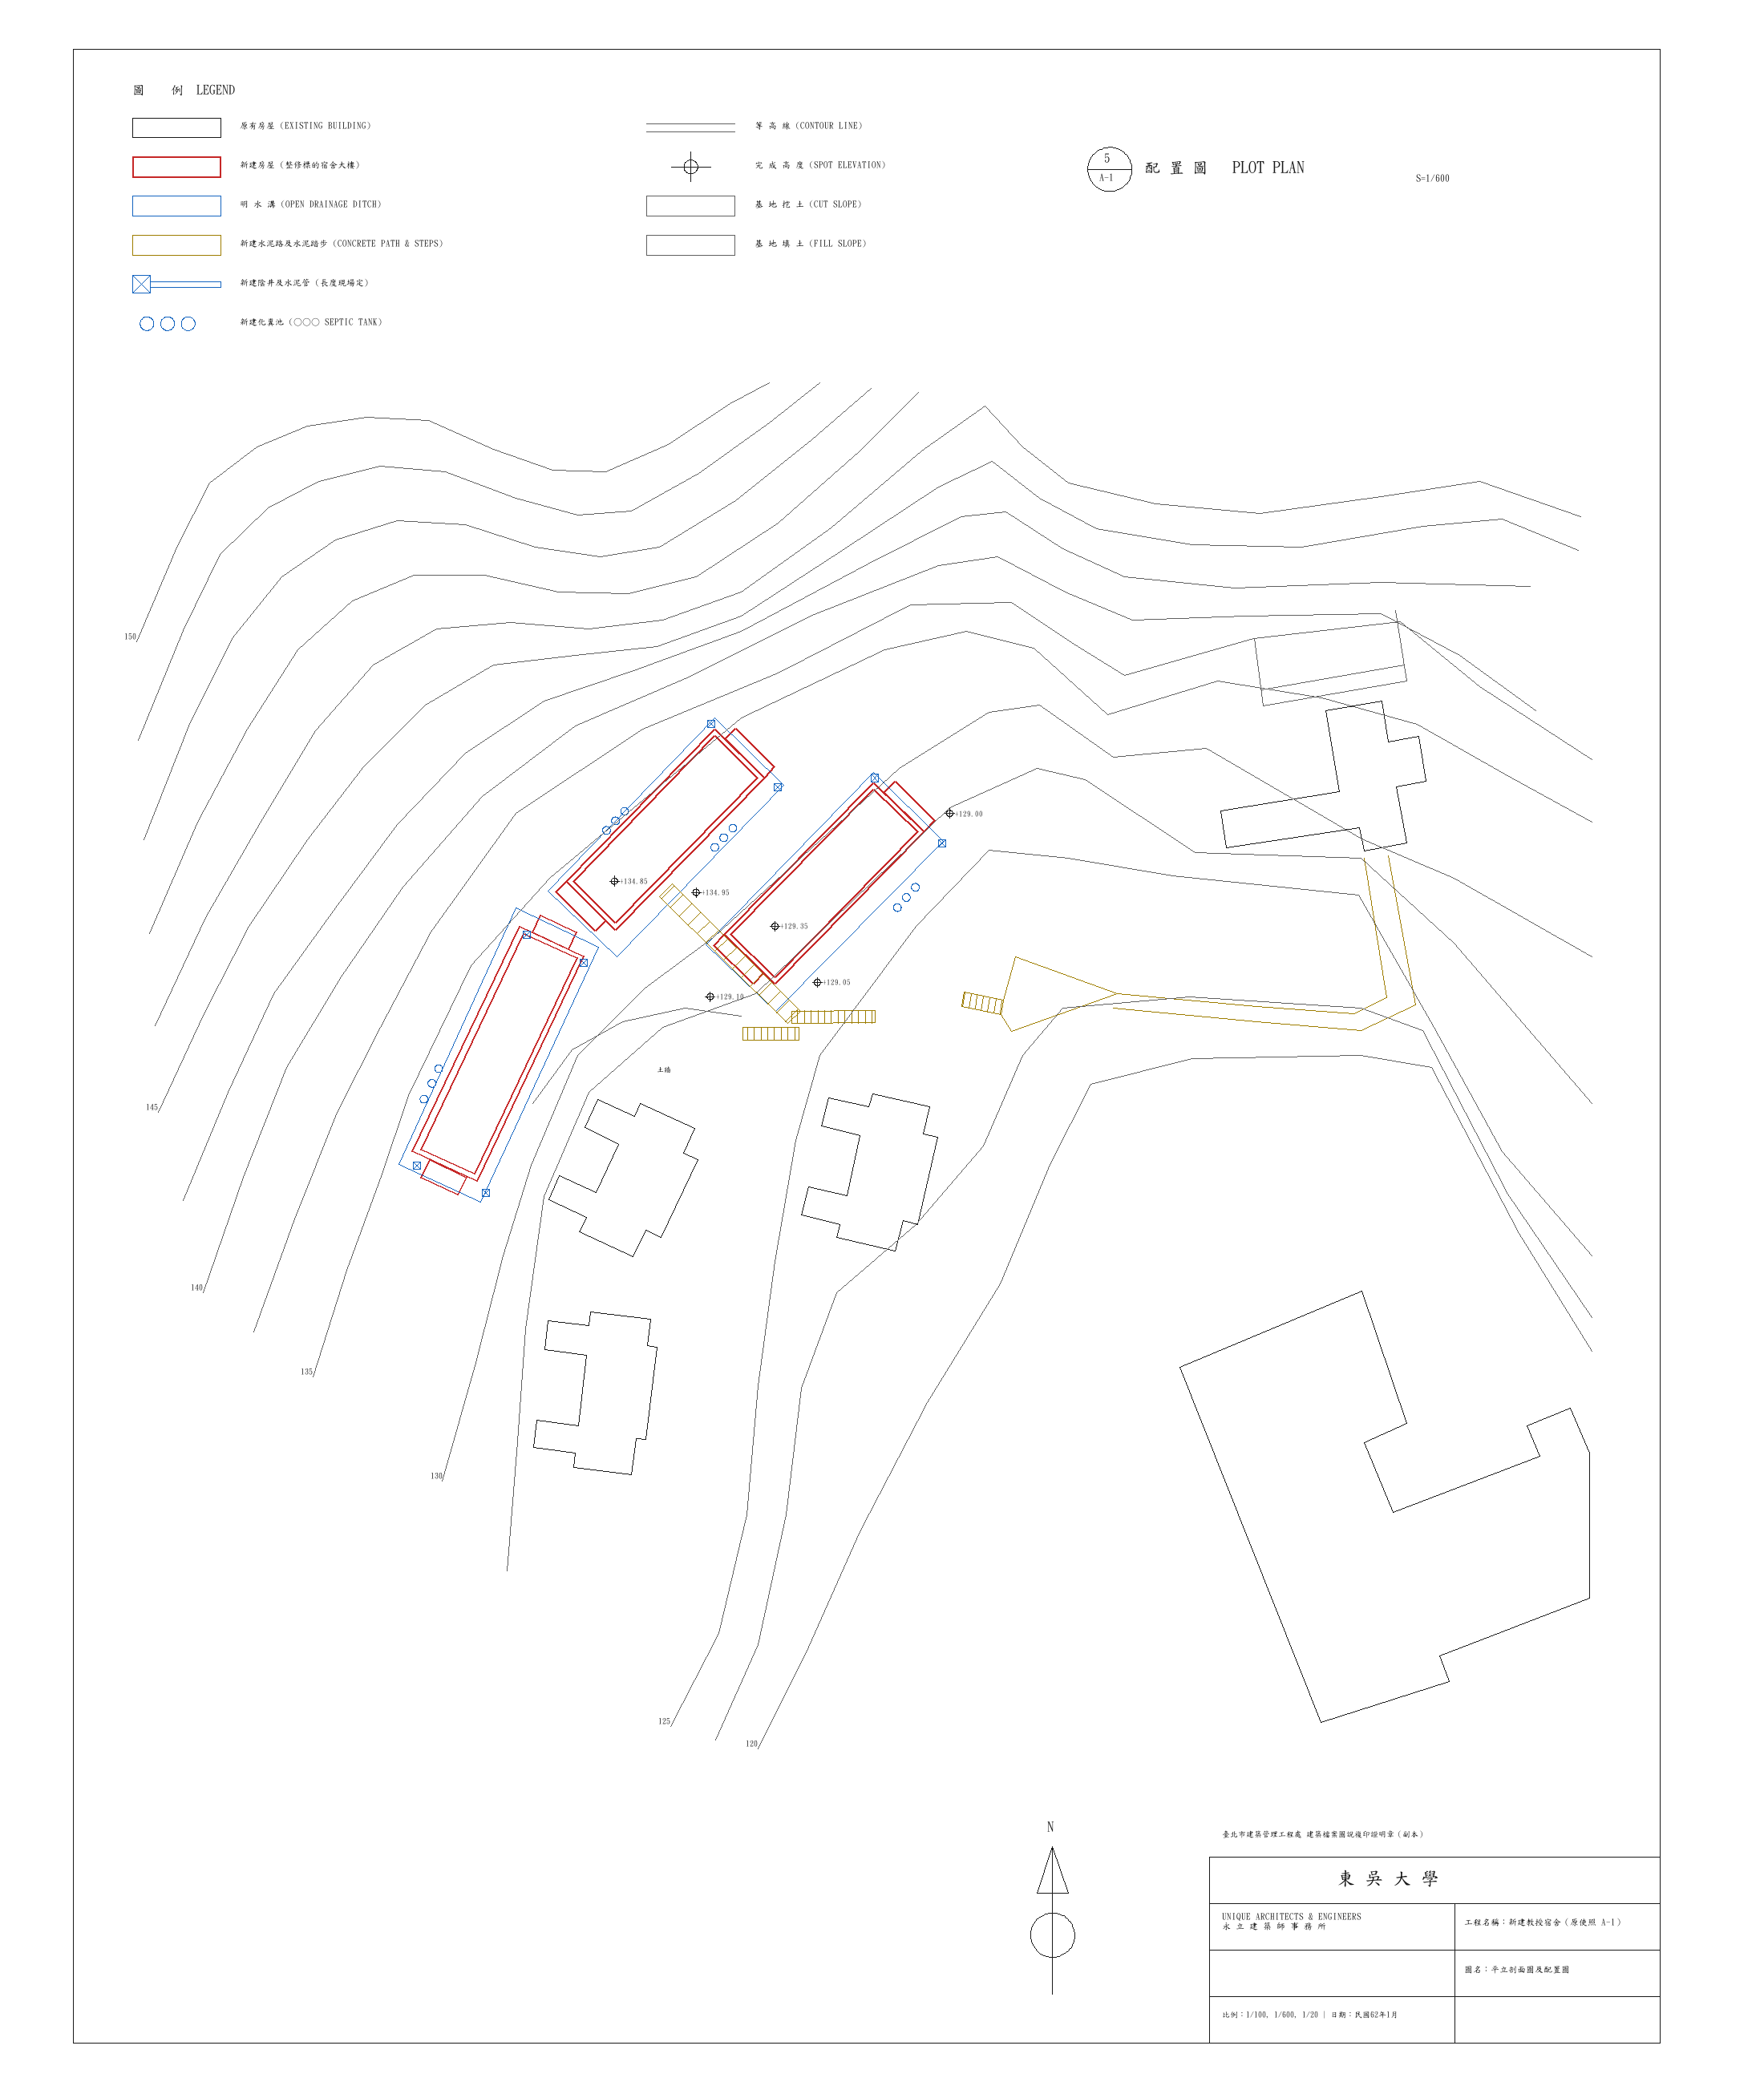 圖 例 LEGEND
原有房屋 (EXISTING BUILDING)
新建房屋 (整修標的宿舍大樓)
明 水 溝 (OPEN DRAINAGE DITCH)
新建水泥路及水泥踏步 (CONCRETE PATH & STEPS)
新建陰井及水泥管 (長度現場定)
新建化糞池 (○○○ SEPTIC TANK)
等 高 線 (CONTOUR LINE)
完 成 高 度 (SPOT ELEVATION)
基 地 挖 土 (CUT SLOPE)
基 地 填 土 (FILL SLOPE)
5
A-1
配 置 圖 PLOT PLAN
S=1/600
150
+129.00
+134.85
+134.95
+129.35
+129.05
+129.10
土牆
145
140
135
130
125
120
N
臺北市建築管理工程處 建築檔案圖說複印證明章 (副本)
東 吳 大 學
UNIQUE ARCHITECTS & ENGINEERS
永 立 建 築 師 事 務 所
工程名稱：新建教授宿舍 (原使照 A-1)
圖名：平立剖面圖及配置圖
比例：1/100, 1/600, 1/20 | 日期：民國62年1月